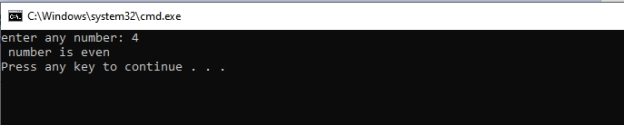 C:\Windows\system32\cmd.exe
enter any number: 4
 number is even
Press any key to continue . . .